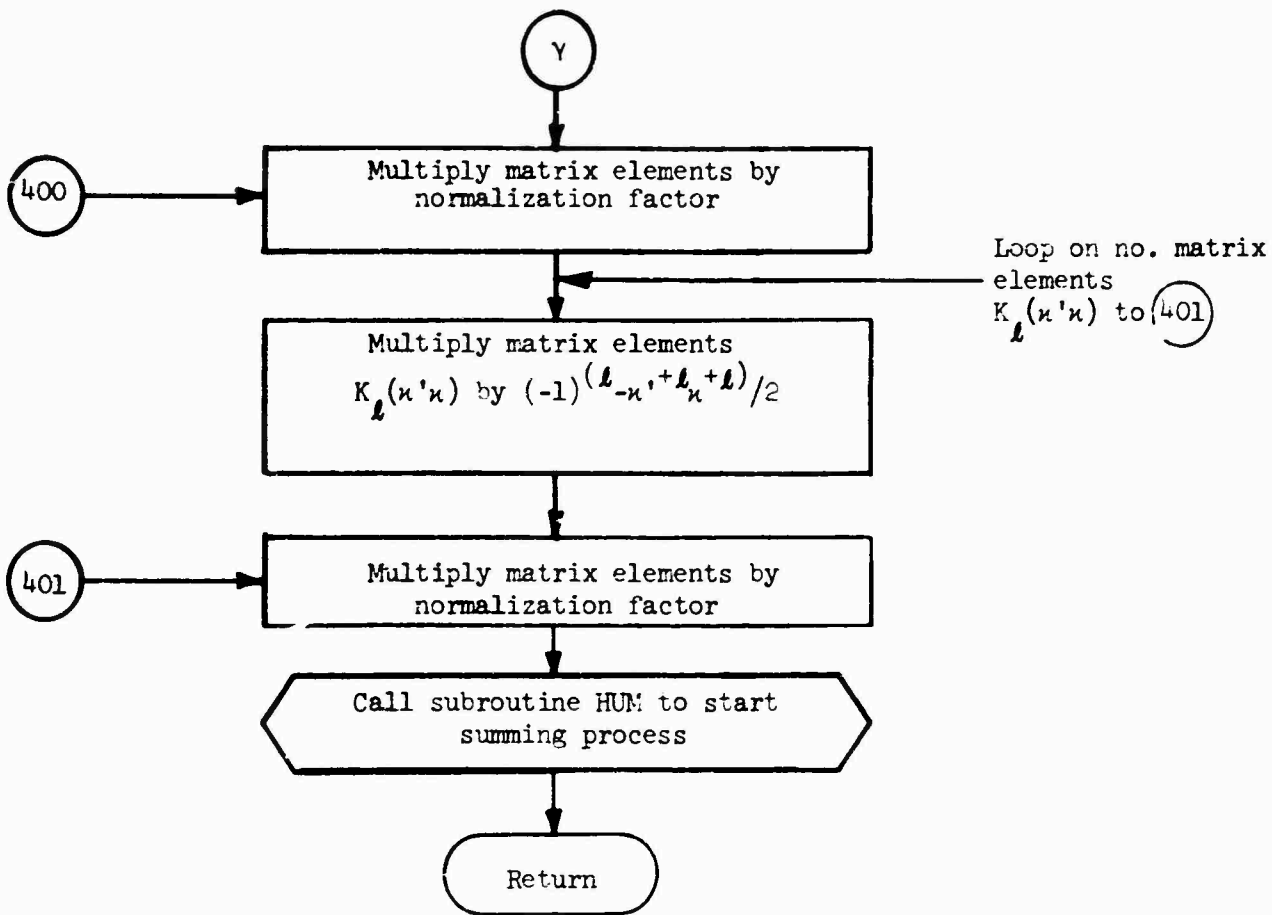 γ
400
Multiply matrix elements by
normalization factor
Loop on no. matrix
elements
K_ℓ(ϰ'ϰ) to 401
Multiply matrix elements
K_ℓ(ϰ'ϰ) by (-1)^(ℓ_-ϰ'+ℓ_ϰ+ℓ)/2
401
Multiply matrix elements by
normalization factor
Call subroutine HUM to start
summing process
Return